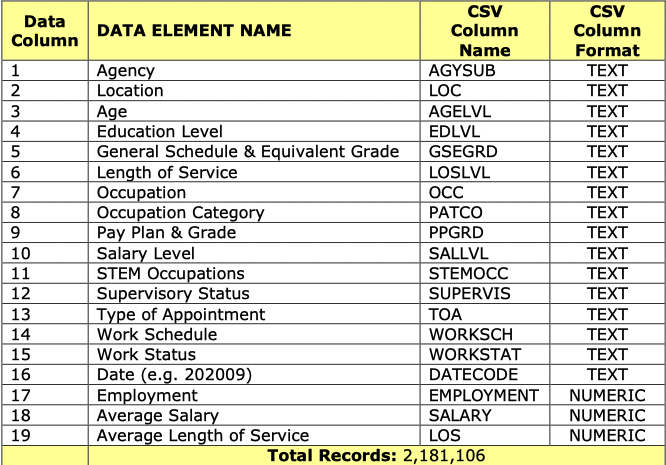 Data Column DATA ELEMENT NAME CSV Column Name CSV Column Format
1 Agency AGYSUB TEXT
2 Location LOC TEXT
3 Age AGELVL TEXT
4 Education Level EDLVL TEXT
5 General Schedule & Equivalent Grade GSEGRD TEXT
6 Length of Service LOSLVL TEXT
7 Occupation OCC TEXT
8 Occupation Category PATCO TEXT
9 Pay Plan & Grade PPGRD TEXT
10 Salary Level SALLVL TEXT
11 STEM Occupations STEMOCC TEXT
12 Supervisory Status SUPERVIS TEXT
13 Type of Appointment TOA TEXT
14 Work Schedule WORKSCH TEXT
15 Work Status WORKSTAT TEXT
16 Date (e.g. 202009) DATECODE TEXT
17 Employment EMPLOYMENT NUMERIC
18 Average Salary SALARY NUMERIC
19 Average Length of Service LOS NUMERIC
Total Records: 2,181,106